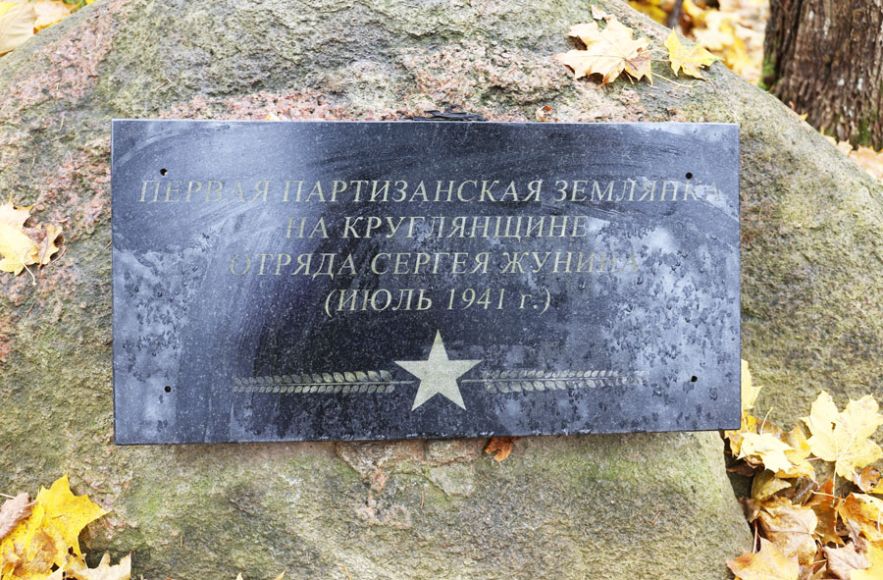 ПЕРВАЯ ПАРТИЗАНСКАЯ ЗЕМЛЯНКА
НА КРУГЛЯНЩИНЕ
ОТРЯДА СЕРГЕЯ ЖУНИНА
(ИЮЛЬ 1941 г.)